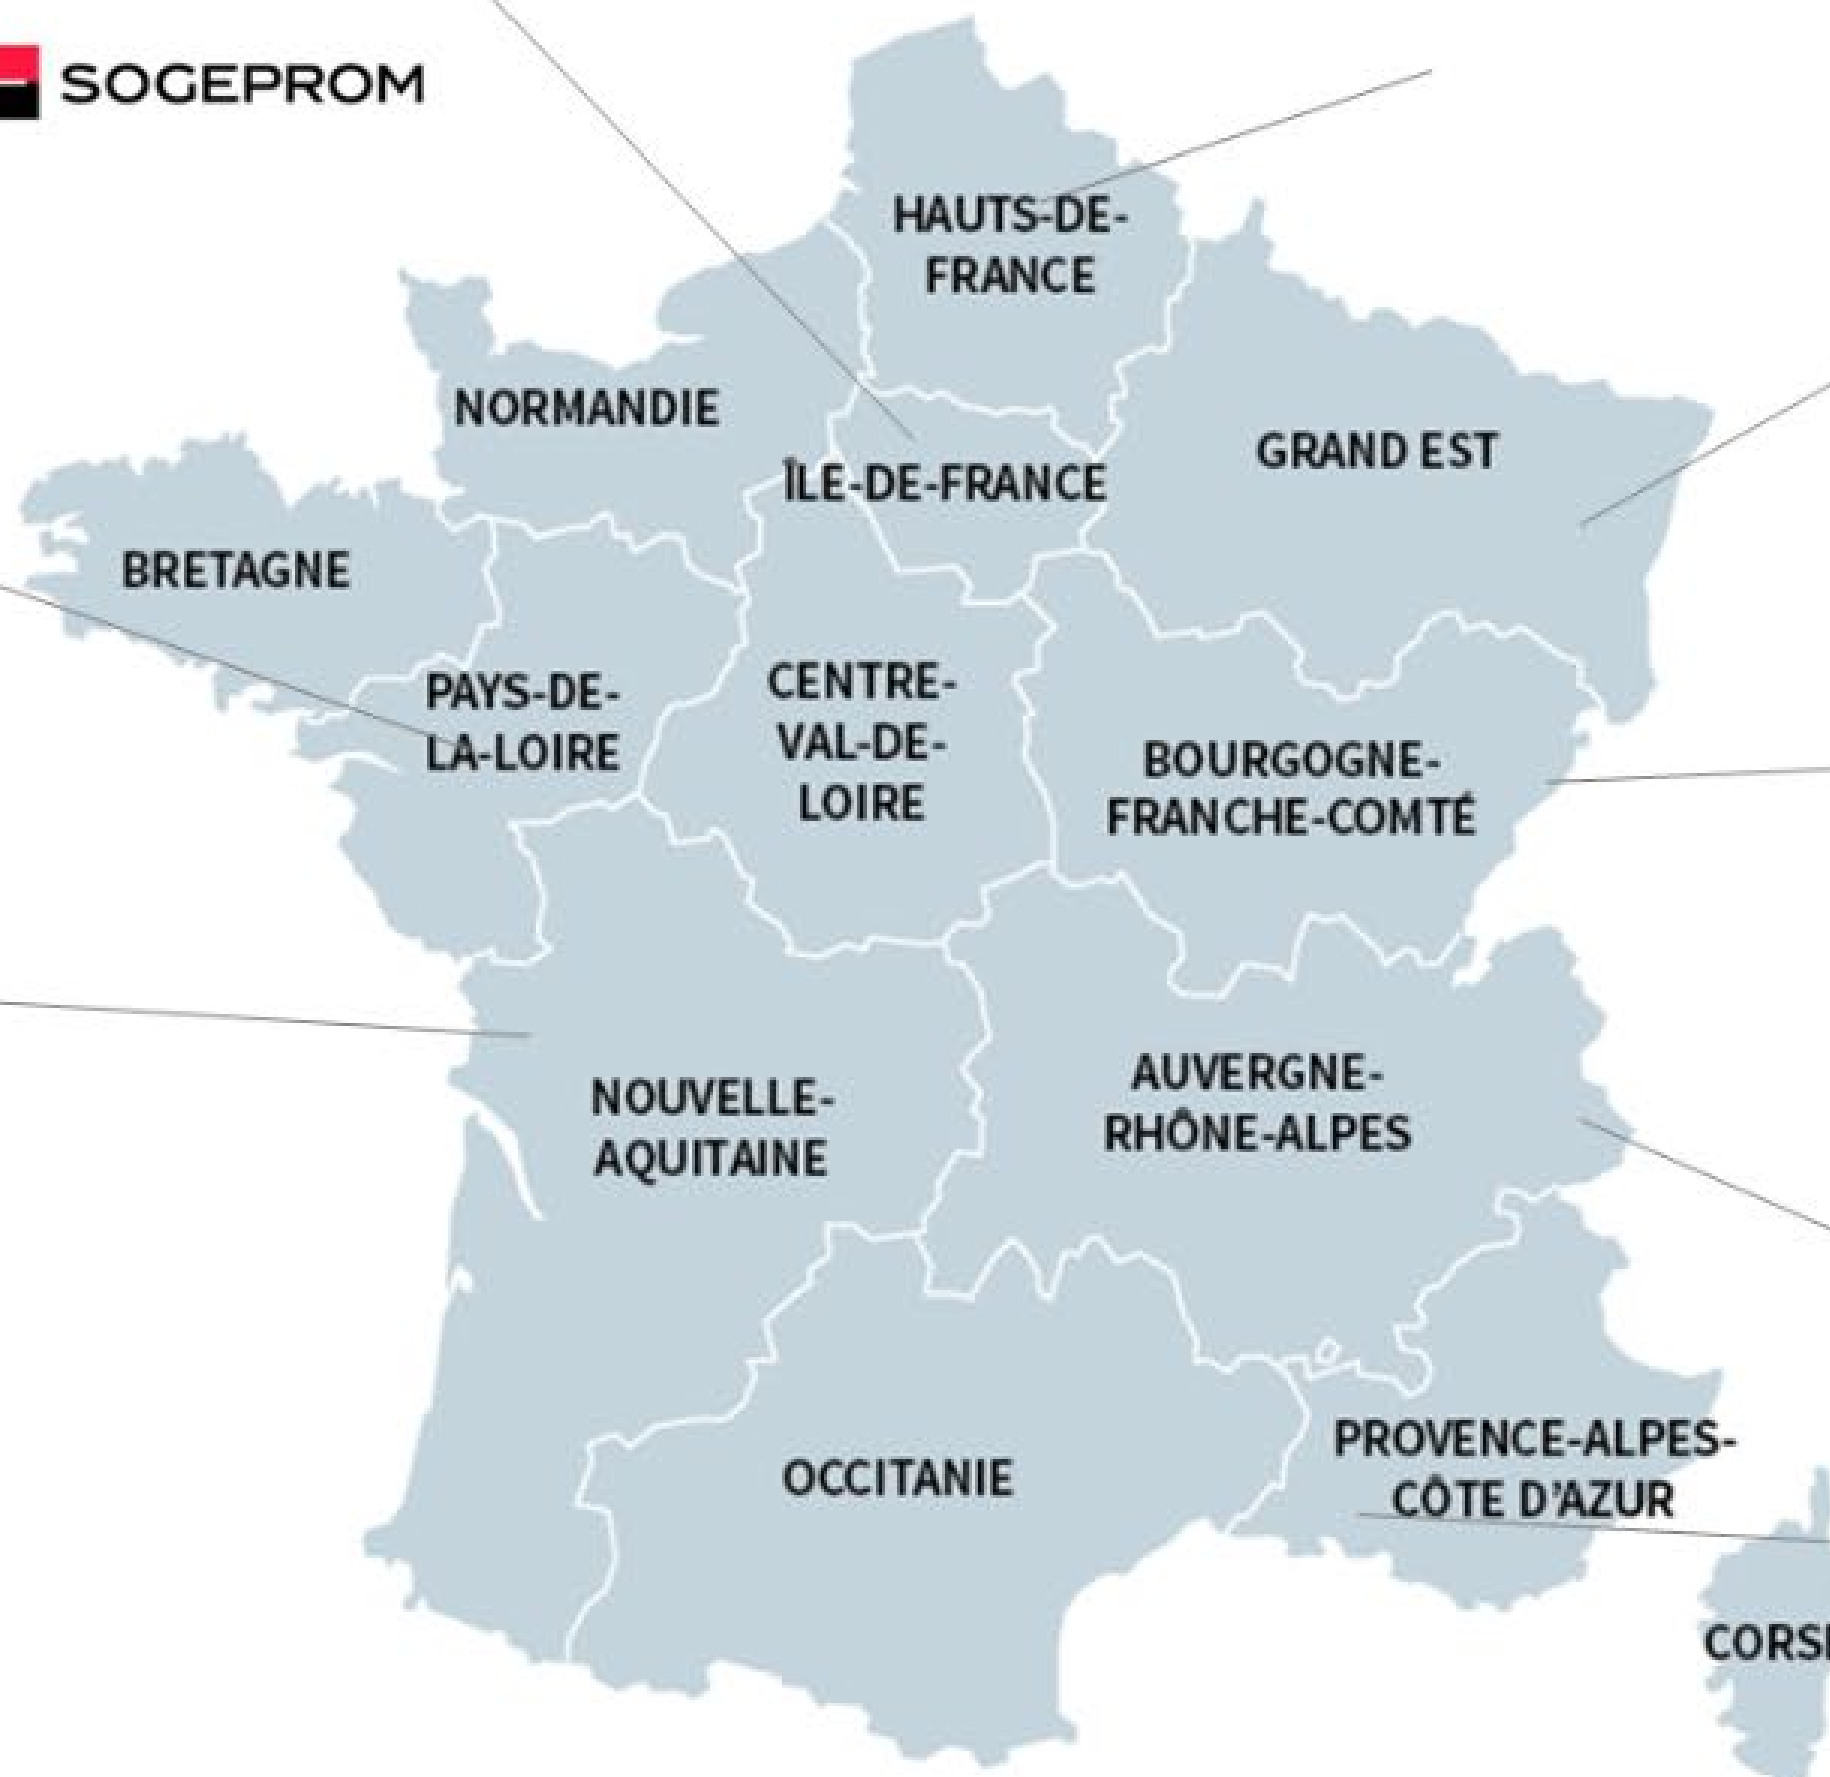 SOGEPROM
HAUTS-DE-
FRANCE
NORMANDIE
ÎLE-DE-FRANCE
GRAND EST
BRETAGNE
PAYS-DE-
LA-LOIRE
CENTRE-
VAL-DE-
LOIRE
BOURGOGNE-
FRANCHE-COMTÉ
NOUVELLE-
AQUITAINE
AUVERGNE-
RHÔNE-ALPES
OCCITANIE
PROVENCE-ALPES-
CÔTE D'AZUR